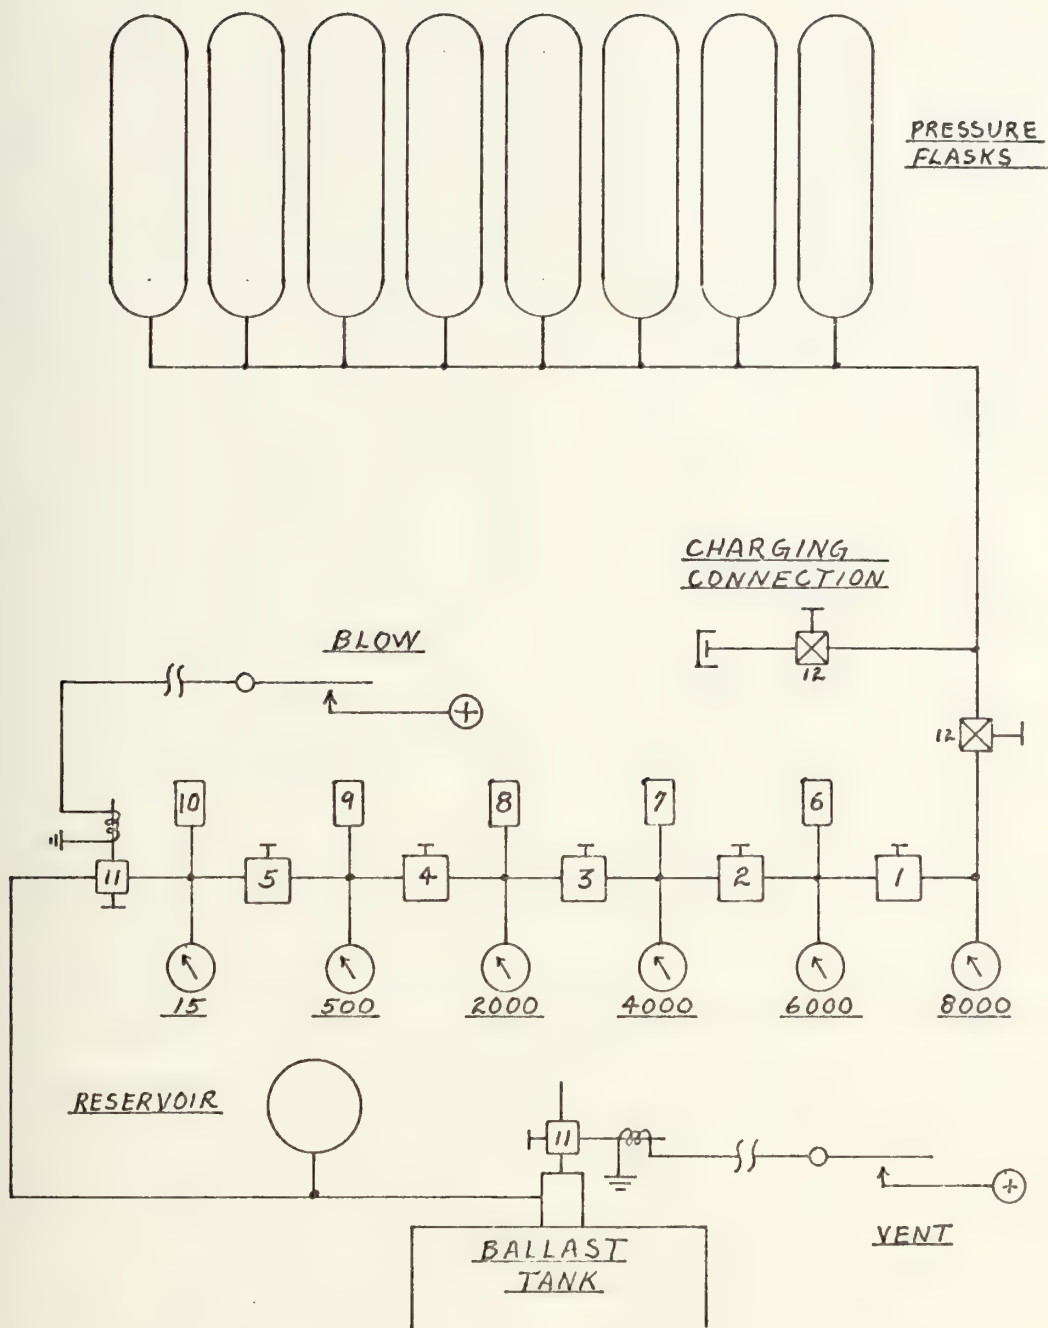 PRESSURE
FLASKS
CHARGING
CONNECTION
12
BLOW
12
10
9
8
7
6
11
5
4
3
2
1
15
500
2000
4000
6000
8000
RESERVOIR
11
VENT
BALLAST
TANK